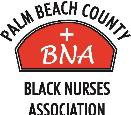 PALM BEACH COUNTY
BNA
BLACK NURSES
ASSOCIATION